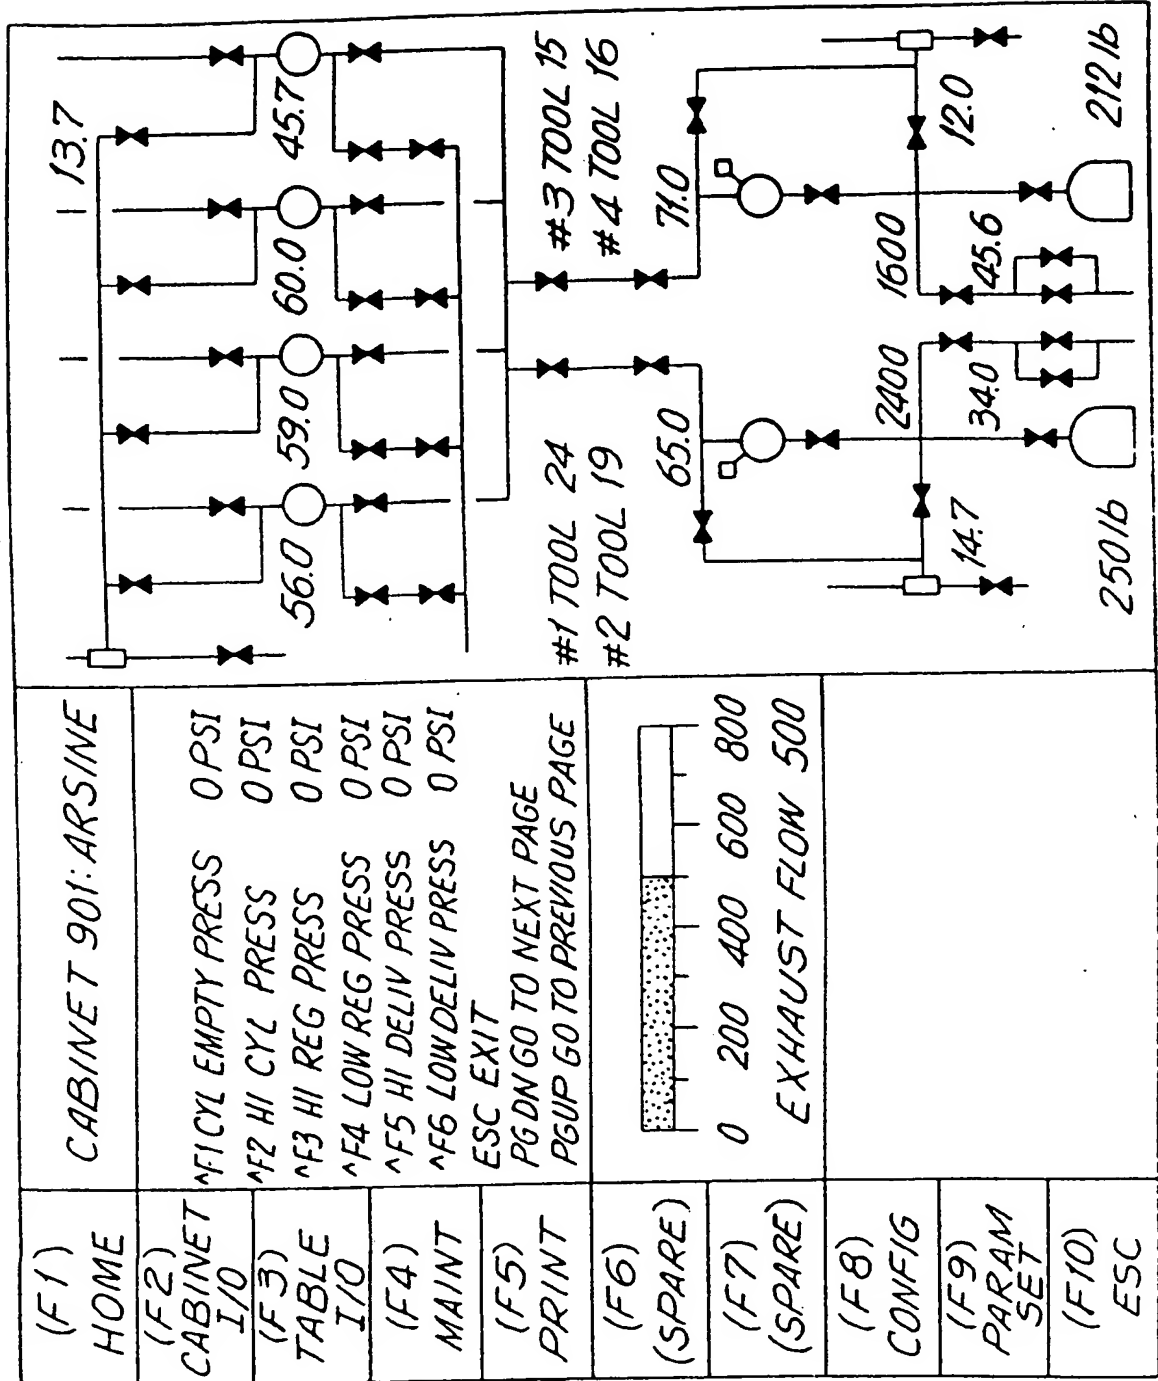 (F1)
HOME
(F2)
CABINET
I/O
(F3)
TABLE
I/O
(F4)
MAINT
(F5)
PRINT
(F6)
(SPARE)
(F7)
(SPARE)
(F8)
CONFIG
(F9)
PARAM
SET
(F10)
ESC
CABINET 901: ARSINE
^F1 CYL EMPTY PRESS 0 PSI
^F2 HI CYL PRESS 0 PSI
^F3 HI REG PRESS 0 PSI
^F4 LOW REG PRESS 0 PSI
^F5 HI DELIV PRESS 0 PSI
^F6 LOW DELIV PRESS 0 PSI
ESC EXIT
PGDN GO TO NEXT PAGE
PGUP GO TO PREVIOUS PAGE
0 200 400 600 800
EXHAUST FLOW 500
13.7
56.0 59.0 60.0 45.7
#1 TOOL 24
#2 TOOL 19
#3 TOOL 15
#4 TOOL 16
65.0 71.0
2400 1600
14.7 34.0 45.6 12.0
250 lb 212 lb